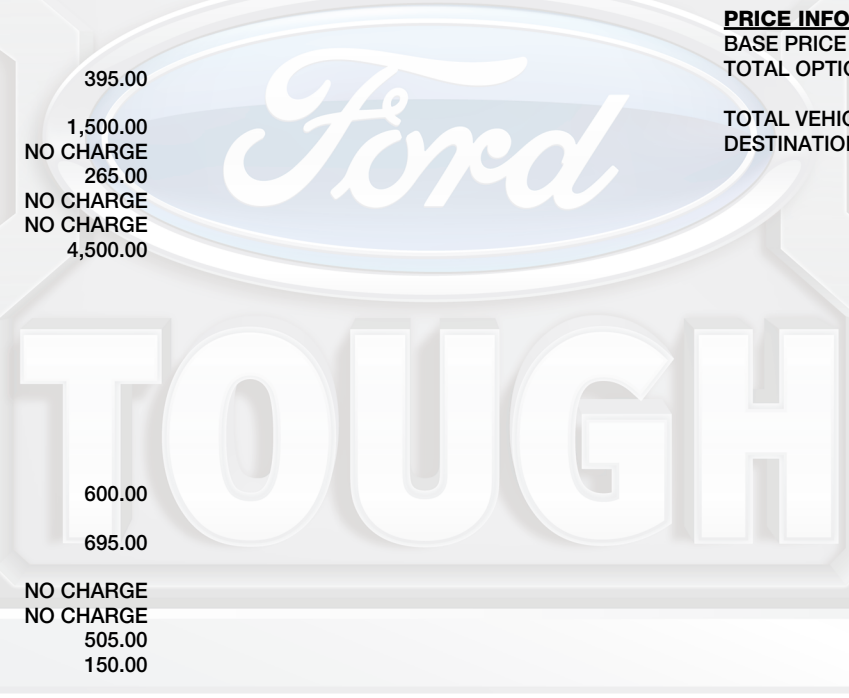 PRICE INFO
BASE PRICE
TOTAL OPTIO
TOTAL VEHIC
DESTINATION
395.00
1,500.00
NO CHARGE
265.00
NO CHARGE
NO CHARGE
4,500.00
Ford
TOUGH
600.00
695.00
NO CHARGE
NO CHARGE
505.00
150.00